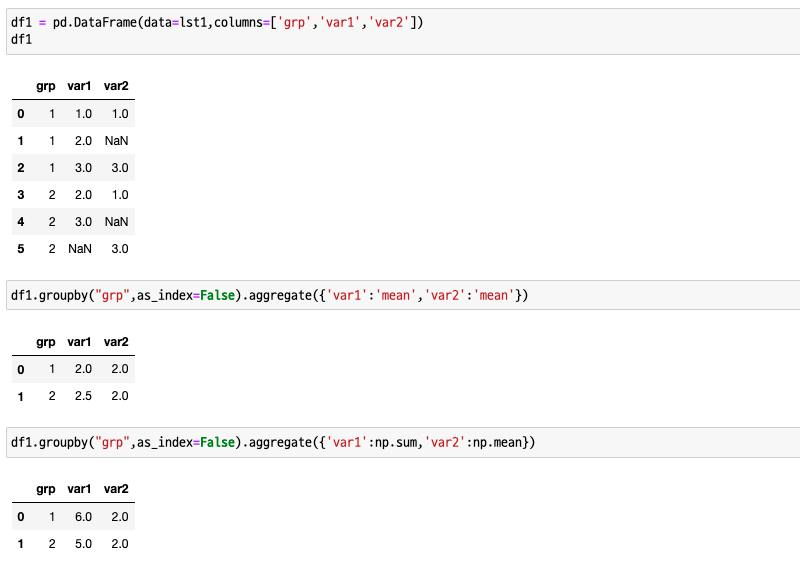 df1 = pd.DataFrame(data=lst1,columns=['grp','var1','var2'])
df1
grp var1 var2
0 1 1.0 1.0
1 1 2.0 NaN
2 1 3.0 3.0
3 2 2.0 1.0
4 2 3.0 NaN
5 2 NaN 3.0
df1.groupby("grp",as_index=False).aggregate({'var1':'mean','var2':'mean'})
grp var1 var2
0 1 2.0 2.0
1 2 2.5 2.0
df1.groupby("grp",as_index=False).aggregate({'var1':np.sum,'var2':np.mean})
grp var1 var2
0 1 6.0 2.0
1 2 5.0 2.0